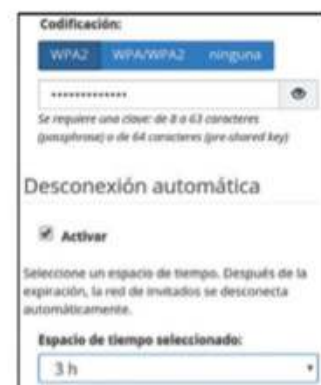 Codificación:
WPA2 WPA/WPA2 ninguna
•••••••••••••
Se requiere una clave: de 8 a 63 caracteres
(passphrase) o de 64 caracteres (pre-shared key)
Desconexión automática
Activar
Seleccione un espacio de tiempo. Después de la
expiración, la red de invitados se desconecta
automáticamente.
Espacio de tiempo seleccionado:
3 h